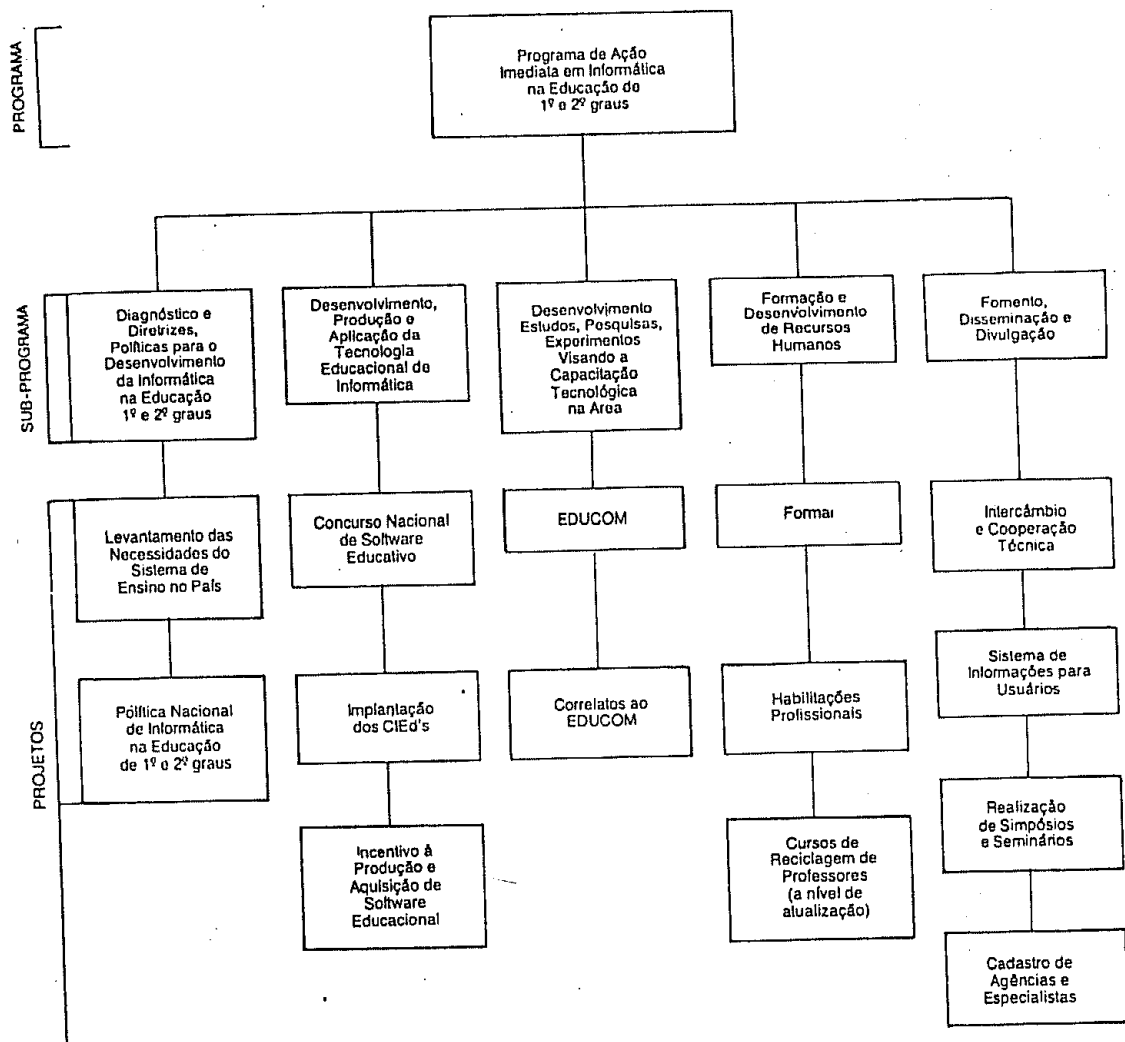 PROGRAMA
Programa de Ação
Imediata em Informática
na Educação de
1º e 2º graus
SUB-PROGRAMA
Diagnóstico e
Diretrizes,
Políticas para o
Desenvolvimento
da Informática
na Educação
1º e 2º graus
Desenvolvimento,
Produção e
Aplicação da
Tecnologia
Educacional de
Informática
Desenvolvimento
Estudos, Pesquisas,
Experimentos
Visando a
Capacitação
Tecnológica
na Area
Formação e
Desenvolvimento
de Recursos
Humanos
Fomento,
Disseminação e
Divulgação
PROJETOS
Levantamento das
Necessidades do
Sistema de
Ensino no País
Concurso Nacional
de Software
Educativo
EDUCOM
Formar
Intercâmbio
e Cooperação
Técnica
Política Nacional
de Informática
na Educação
de 1º e 2º graus
Implantação
dos CIEd's
Correlatos ao
EDUCOM
Habilitações
Profissionais
Sistema de
Informações para
Usuários
Incentivo à
Produção e
Aquisição de
Software
Educacional
Cursos de
Reciclagem de
Professores
(a nível de
atualização)
Realização
de Simpósios
e Seminários
Cadastro de
Agências e
Especialistas